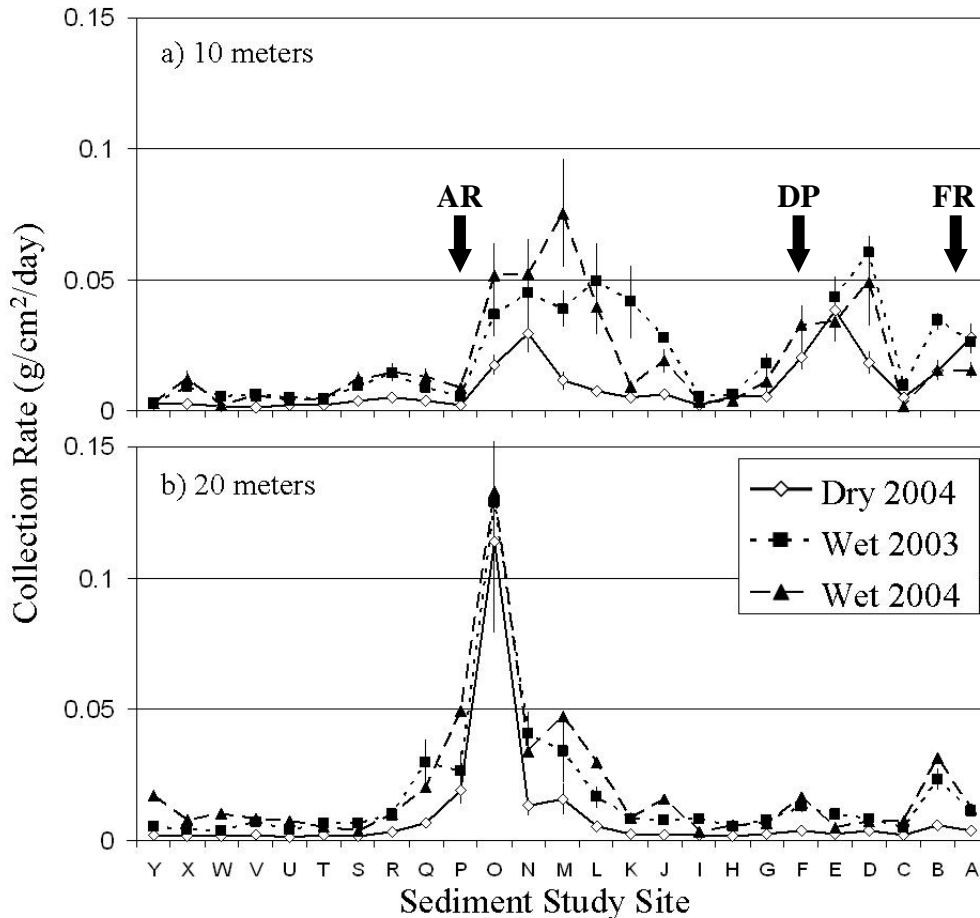 0.15
a) 10 meters
0.1
AR
DP
FR
0.05
0
Collection Rate (g/cm²/day)
0.15
b) 20 meters
Dry 2004
Wet 2003
Wet 2004
0.1
0.05
0
Y X W V U T S R Q P O N M L K J I H G F E D C B A
Sediment Study Site